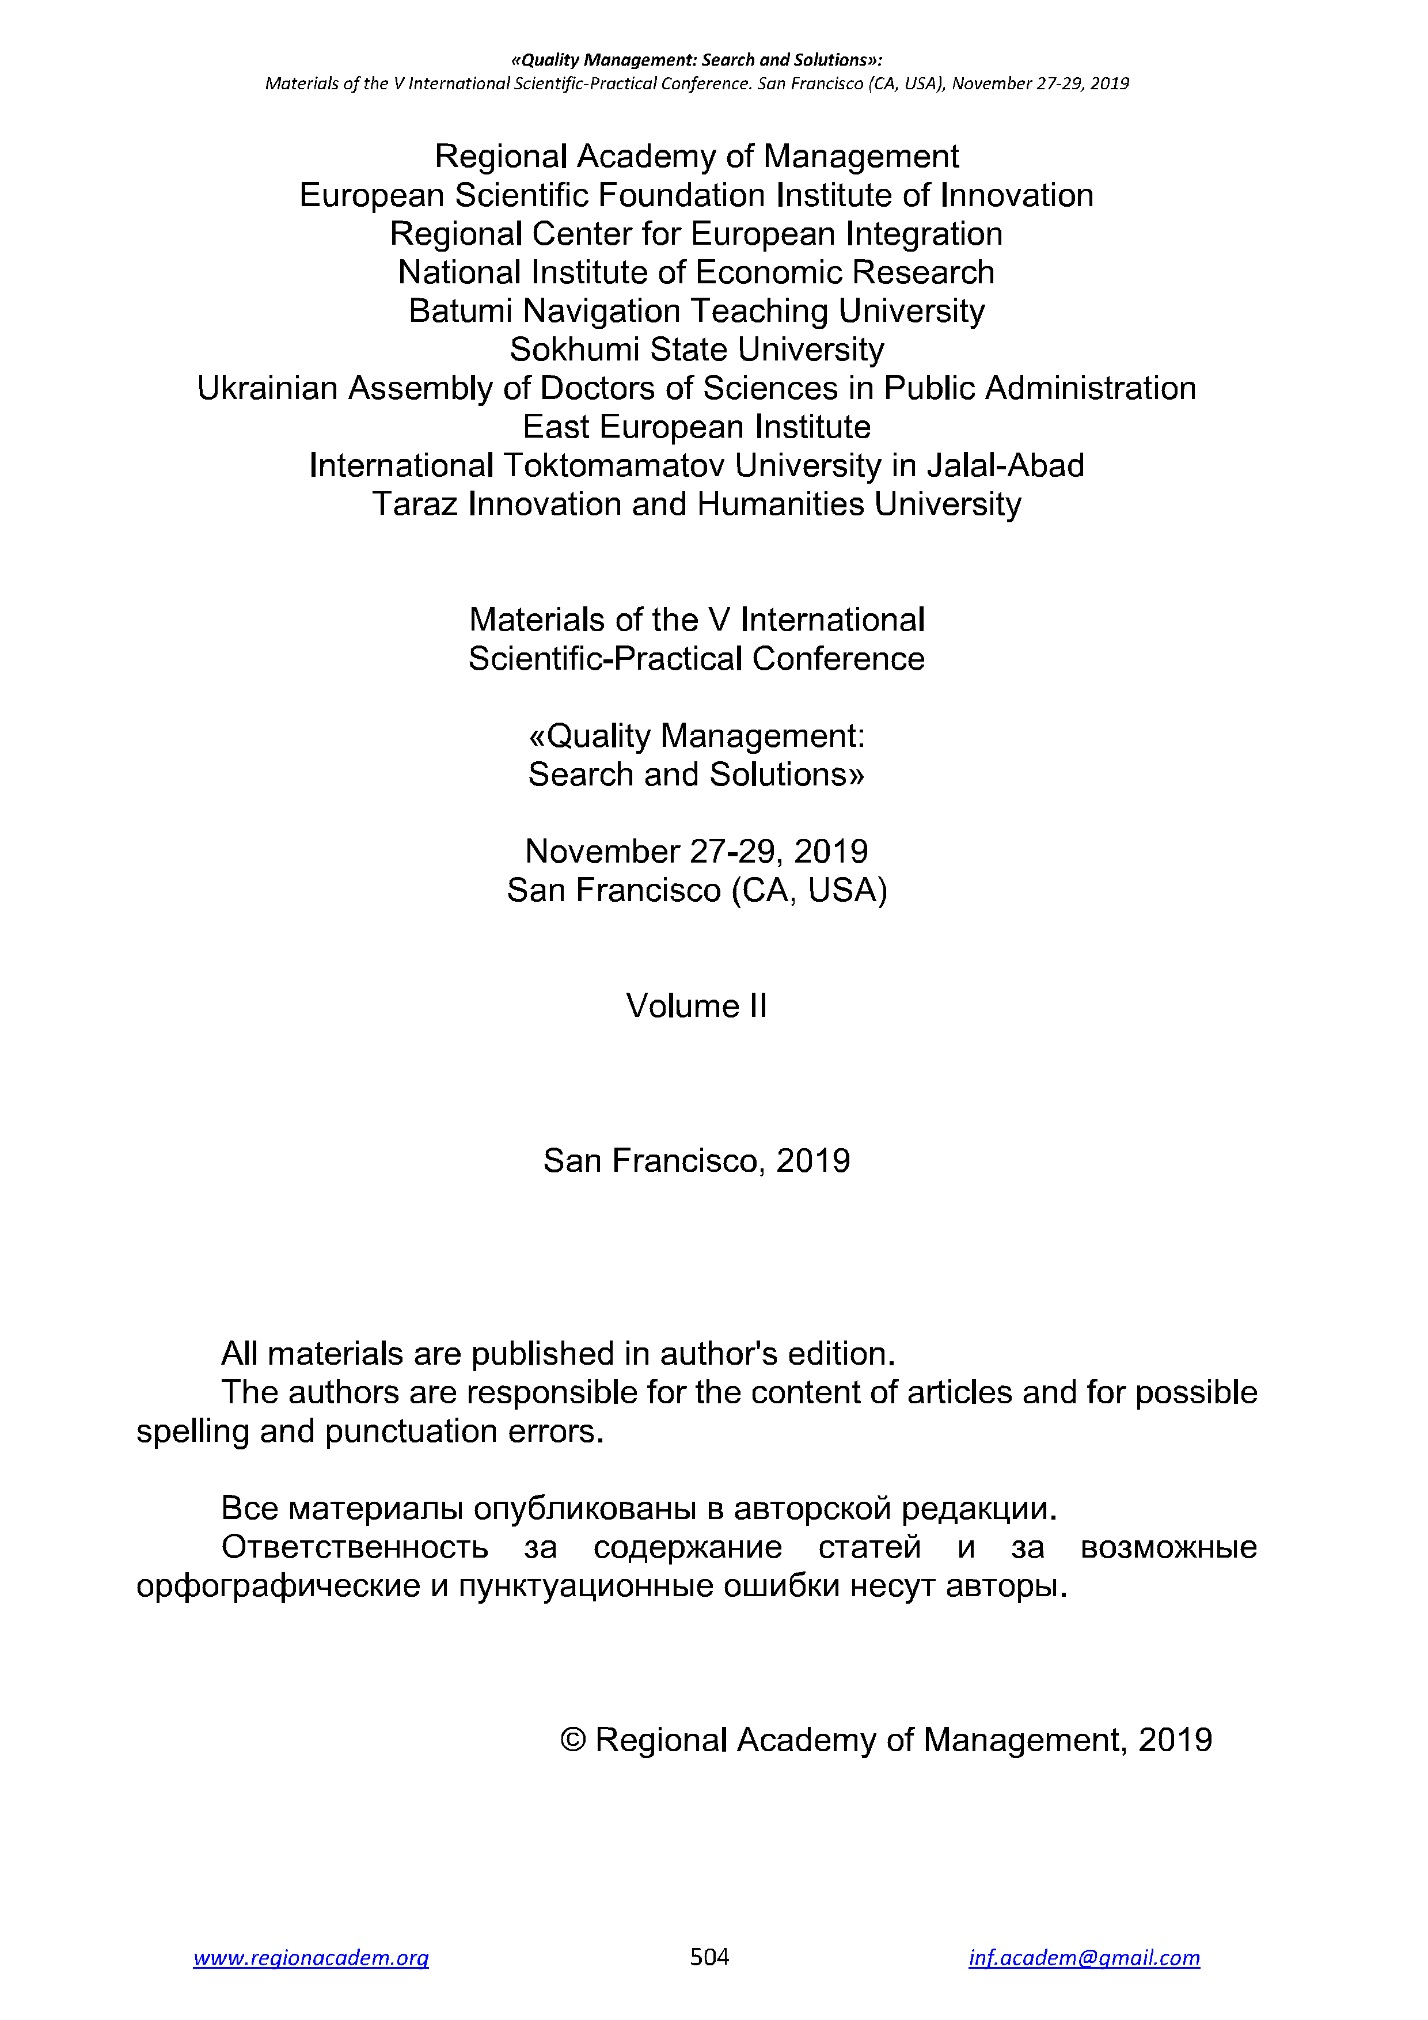 «Quality Management: Search and Solutions»:
Materials of the V International Scientific-Practical Conference. San Francisco (CA, USA), November 27-29, 2019
Regional Academy of Management
European Scientific Foundation Institute of Innovation
Regional Center for European Integration
National Institute of Economic Research
Batumi Navigation Teaching University
Sokhumi State University
Ukrainian Assembly of Doctors of Sciences in Public Administration
East European Institute
International Toktomamatov University in Jalal-Abad
Taraz Innovation and Humanities University
Materials of the V International
Scientific-Practical Conference
«Quality Management:
Search and Solutions»
November 27-29, 2019
San Francisco (CA, USA)
Volume II
San Francisco, 2019
All materials are published in author's edition.
The authors are responsible for the content of articles and for possible
spelling and punctuation errors.
Все материалы опубликованы в авторской редакции.
Ответственность за содержание статей и за возможные
орфографические и пунктуационные ошибки несут авторы.
© Regional Academy of Management, 2019
www.regionacadem.org 504 inf.academ@gmail.com